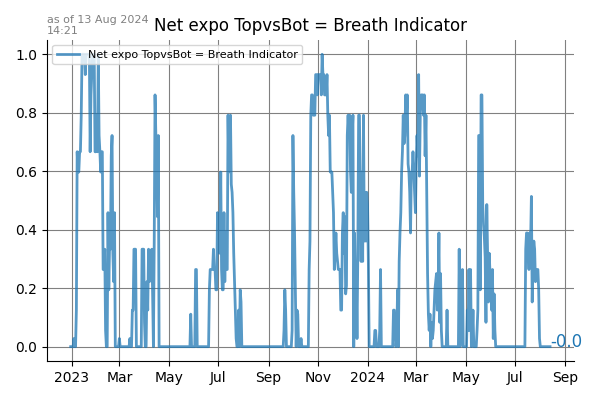 as of 13 Aug 2024
14:21
Net expo TopvsBot = Breath Indicator
Net expo TopvsBot = Breath Indicator
1.0
0.8
0.6
0.4
0.2
0.0
-0.0
2023 Mar May Jul Sep Nov 2024 Mar May Jul Sep